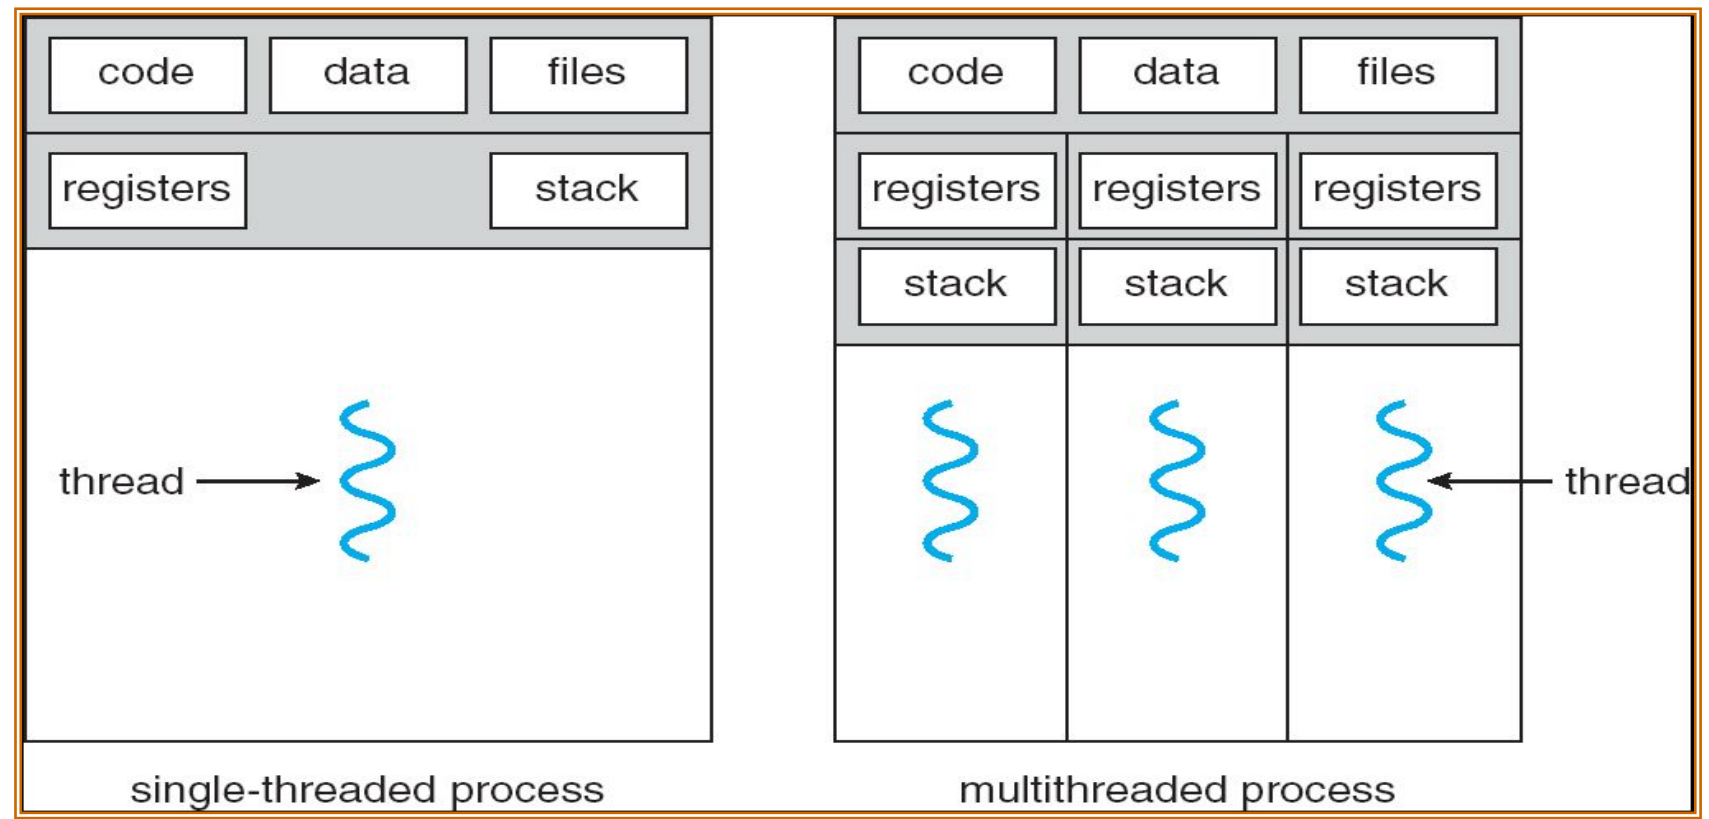 code data files
registers stack
thread
single-threaded process
code data files
registers registers registers
stack stack stack
thread
multithreaded process